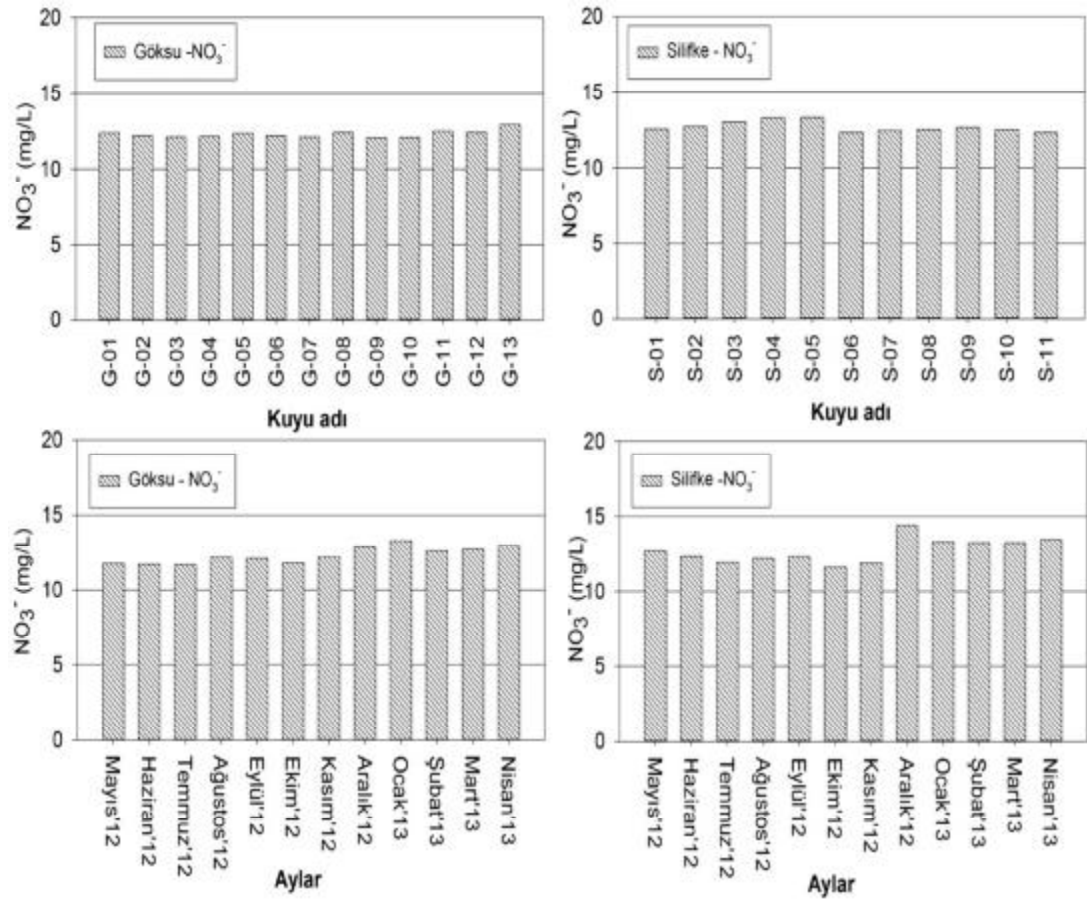 20
15
10
5
0
NO₃⁻ (mg/L)
Göksu -NO₃⁻
G-01
G-02
G-03
G-04
G-05
G-06
G-07
G-08
G-09
G-10
G-11
G-12
G-13
Kuyu adı
20
15
10
5
0
NO₃⁻ (mg/L)
Silifke - NO₃⁻
S-01
S-02
S-03
S-04
S-05
S-06
S-07
S-08
S-09
S-10
S-11
Kuyu adı
20
15
10
5
0
NO₃⁻ (mg/L)
Göksu - NO₃⁻
Mayıs'12
Haziran'12
Temmuz'12
Ağustos'12
Eylül'12
Ekim'12
Kasım'12
Aralık'12
Ocak'13
Şubat'13
Mart'13
Nisan'13
Aylar
20
15
10
5
0
NO₃⁻ (mg/L)
Silifke -NO₃⁻
Mayıs'12
Haziran'12
Temmuz'12
Ağustos'12
Eylül'12
Ekim'12
Kasım'12
Aralık'12
Ocak'13
Şubat'13
Mart'13
Nisan'13
Aylar